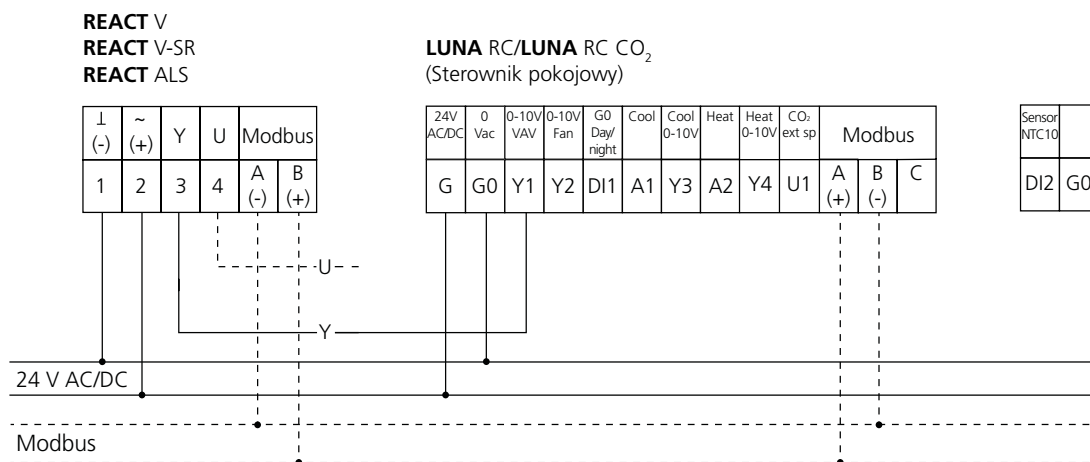 REACT V
REACT V-SR
REACT ALS
LUNA RC/LUNA RC CO₂
(Sterownik pokojowy)
⊥ (-) ~ (+) Y U Modbus
1 2 3 4 A (-) B (+)
24V AC/DC 0 Vac 0-10V VAV 0-10V Fan G0 Day/ night Cool Cool 0-10V Heat Heat 0-10V CO₂ ext sp Modbus
G G0 Y1 Y2 DI1 A1 Y3 A2 Y4 U1 A (+) B (-) C
Sensor NTC10
DI2 G0
U
Y
24 V AC/DC
Modbus